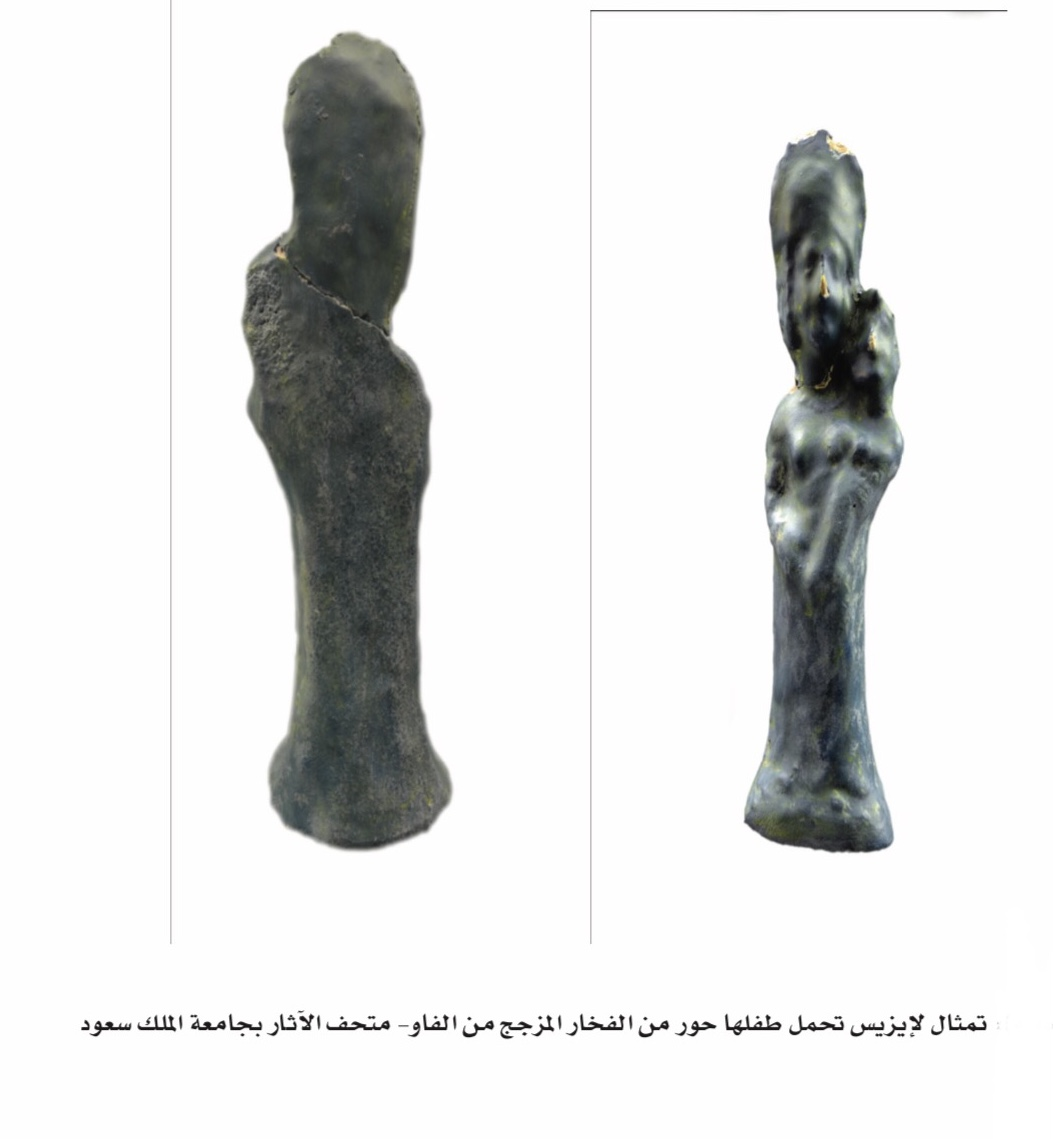 تمثال لإيزيس تحمل طفلها حور من الفخار المزجج من الفاو- متحف الآثار بجامعة الملك سعود